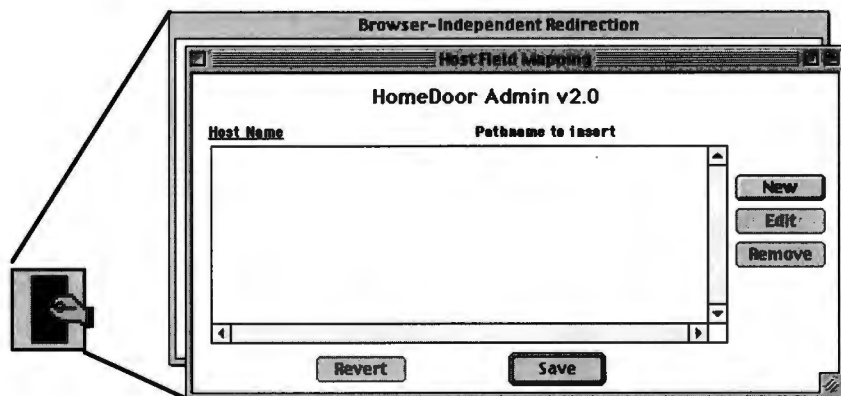 Browser-Independent Redirection
Host Field Mapping
HomeDoor Admin v2.0
Host Name Pathname to insert
New
Edit
Remove
Revert Save